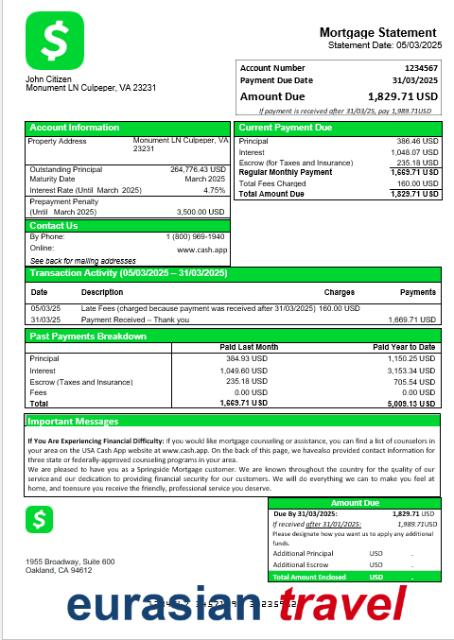 $
Mortgage Statement
Statement Date: 05/03/2025
John Citizen
Monument LN Culpeper, VA 23231
Account Number 1234567
Payment Due Date 31/03/2025
Amount Due 1,829.71 USD
If payment is received after 31/03/25, pay 1,989.71USD
Account Information
Property Address Monument LN Culpeper, VA
23231
Outstanding Principal 264,776.43 USD
Maturity Date March 2025
Interest Rate (Until March 2025) 4.75%
Prepayment Penalty
(Until March 2025) 3,500.00 USD
Contact Us
By Phone: 1 (800) 969-1940
Online: www.cash.app
See back for mailing addresses
Current Payment Due
Principal 386.46 USD
Interest 1,048.07 USD
Escrow (for Taxes and Insurance) 235.18 USD
Regular Monthly Payment 1,669.71 USD
Total Fees Charged 160.00 USD
Total Amount Due 1,829.71 USD
Transaction Activity (05/03/2025 – 31/03/2025)
Date Description Charges Payments
05/03/25 Late Fees (charged because payment was received after 31/03/2025) 160.00 USD
31/03/25 Payment Received – Thank you 1,669.71 USD
Past Payments Breakdown
Paid Last Month Paid Year to Date
Principal 384.93 USD 1,150.25 USD
Interest 1,049.60 USD 3,153.34 USD
Escrow (Taxes and Insurance) 235.18 USD 705.54 USD
Fees 0.00 USD 0.00 USD
Total 1,669.71 USD 5,009.13 USD
Important Messages
If You Are Experiencing Financial Difficulty: If you would like mortgage counseling or assistance, you can find a list of counselors in
your area on the USA Cash App website at www.cash.app. On the back of this page, we havealso provided contact information for
three state or federally-approved counseling programs in your area.
We are pleased to have you as a Springside Mortgage customer. We are known throughout the country for the quality of our
service and our dedication to providing financial security for our customers. We will do everything we can to make you feel at
home, and toensure you receive the friendly, professional service you deserve.
$
1955 Broadway, Suite 600
Oakland, CA 94612
Amount Due
Due By 31/03/2025: 1,829.71 USD
If received after 31/01/2025: 1,989.71USD
Please designate how you want us to apply any additional
funds.
Additional Principal USD .
Additional Escrow USD .
Total Amount Enclosed USD .
eurasian travel